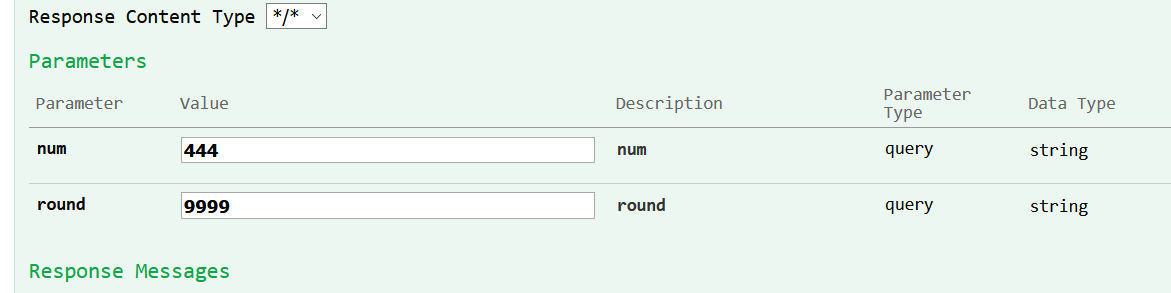 Response Content Type */*
Parameters
Parameter Value Description Parameter Type Data Type
num 444 num query string
round 9999 round query string
Response Messages